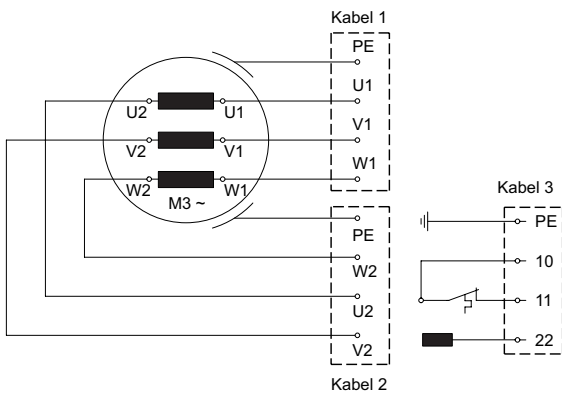 Kabel 1
PE
U1
V1
W1
U2 U1
V2 V1
W2 W1
M3 ~
PE
W2
U2
V2
Kabel 2
Kabel 3
PE
10
11
22